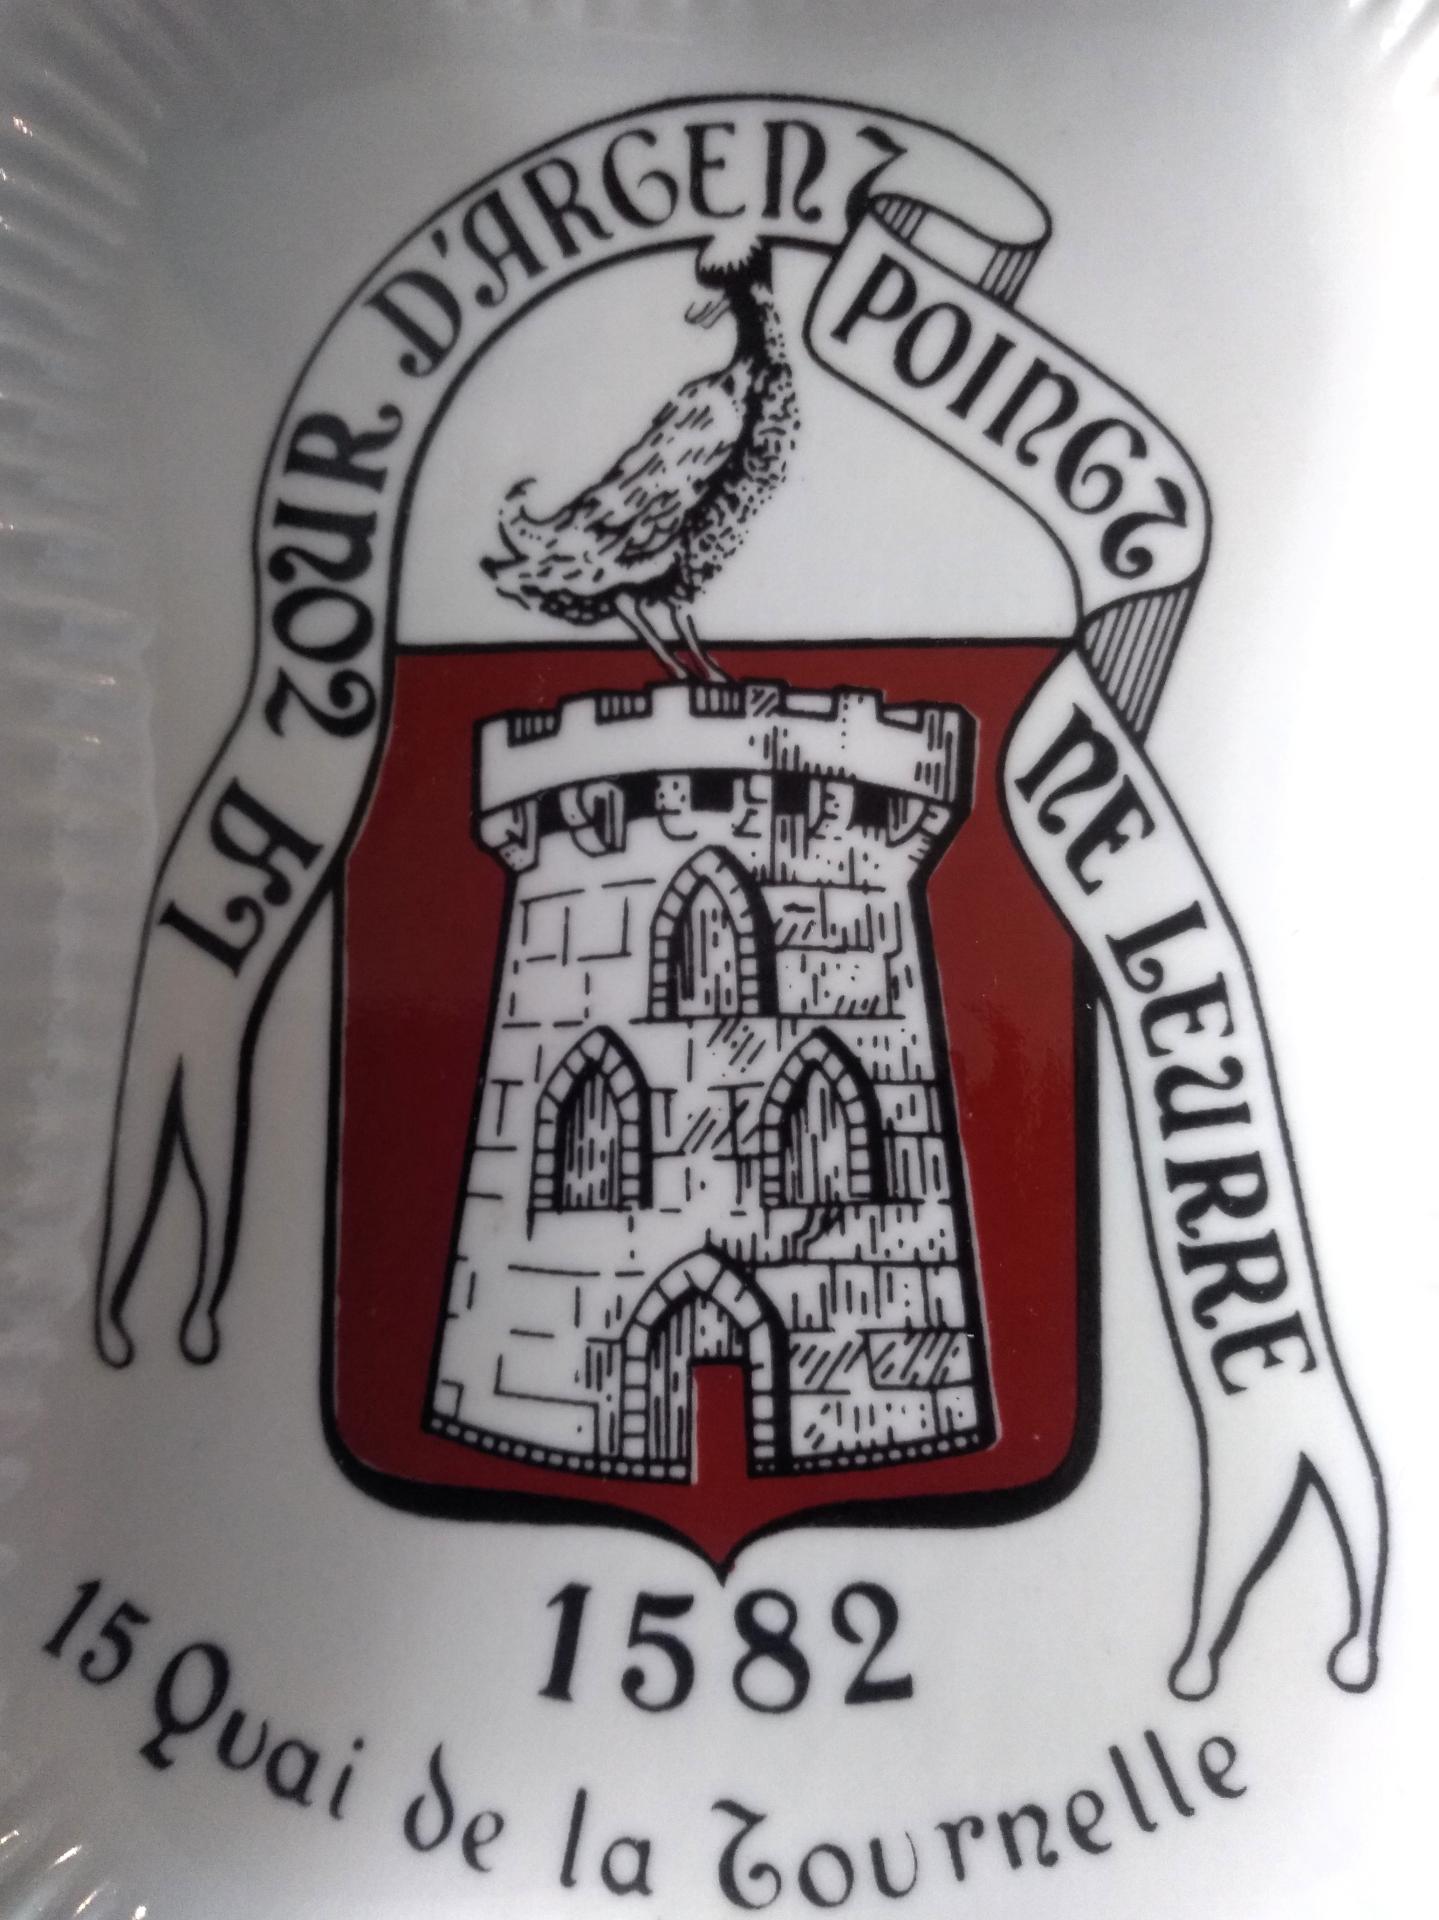 LA TOUR D'ARGENT POINCT NE LEURRE
1582
15 Quai de la Tournelle